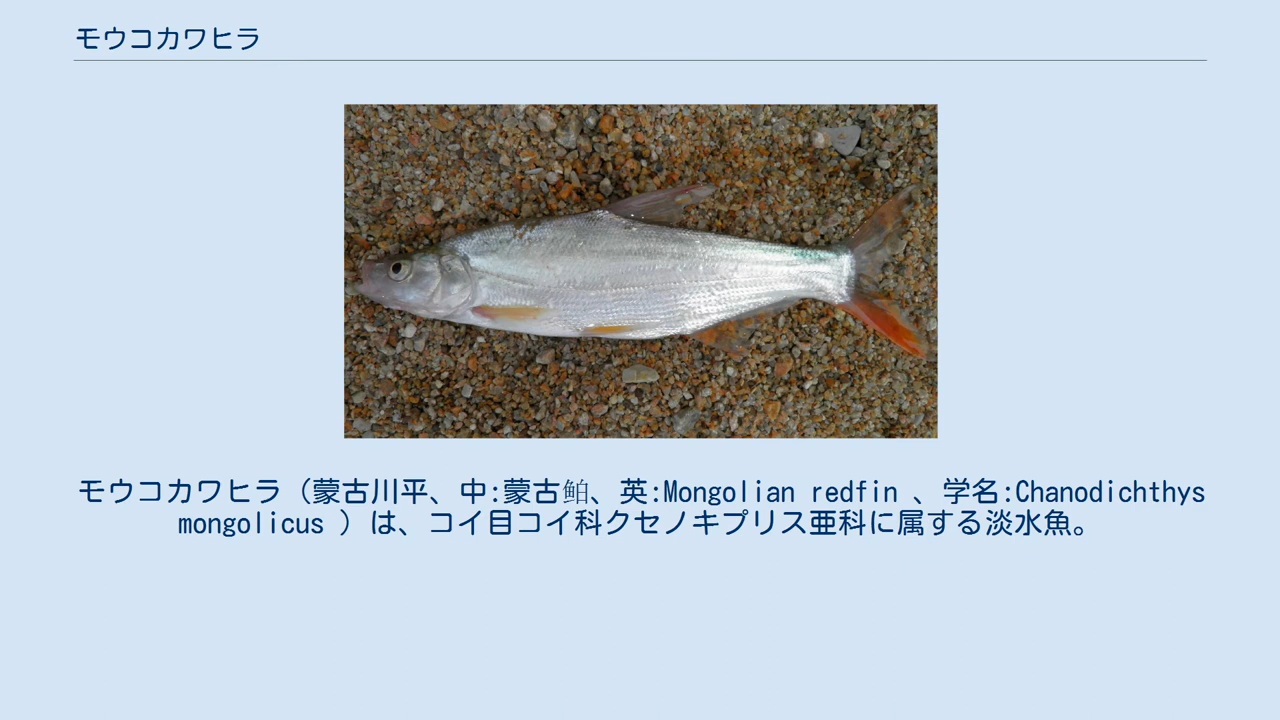 モウコカワヒラ
モウコカワヒラ（蒙古川平、中:蒙古鲌、英:Mongolian redfin 、学名:Chanodichthys
mongolicus ）は、コイ目コイ科クセノキプリス亜科に属する淡水魚。